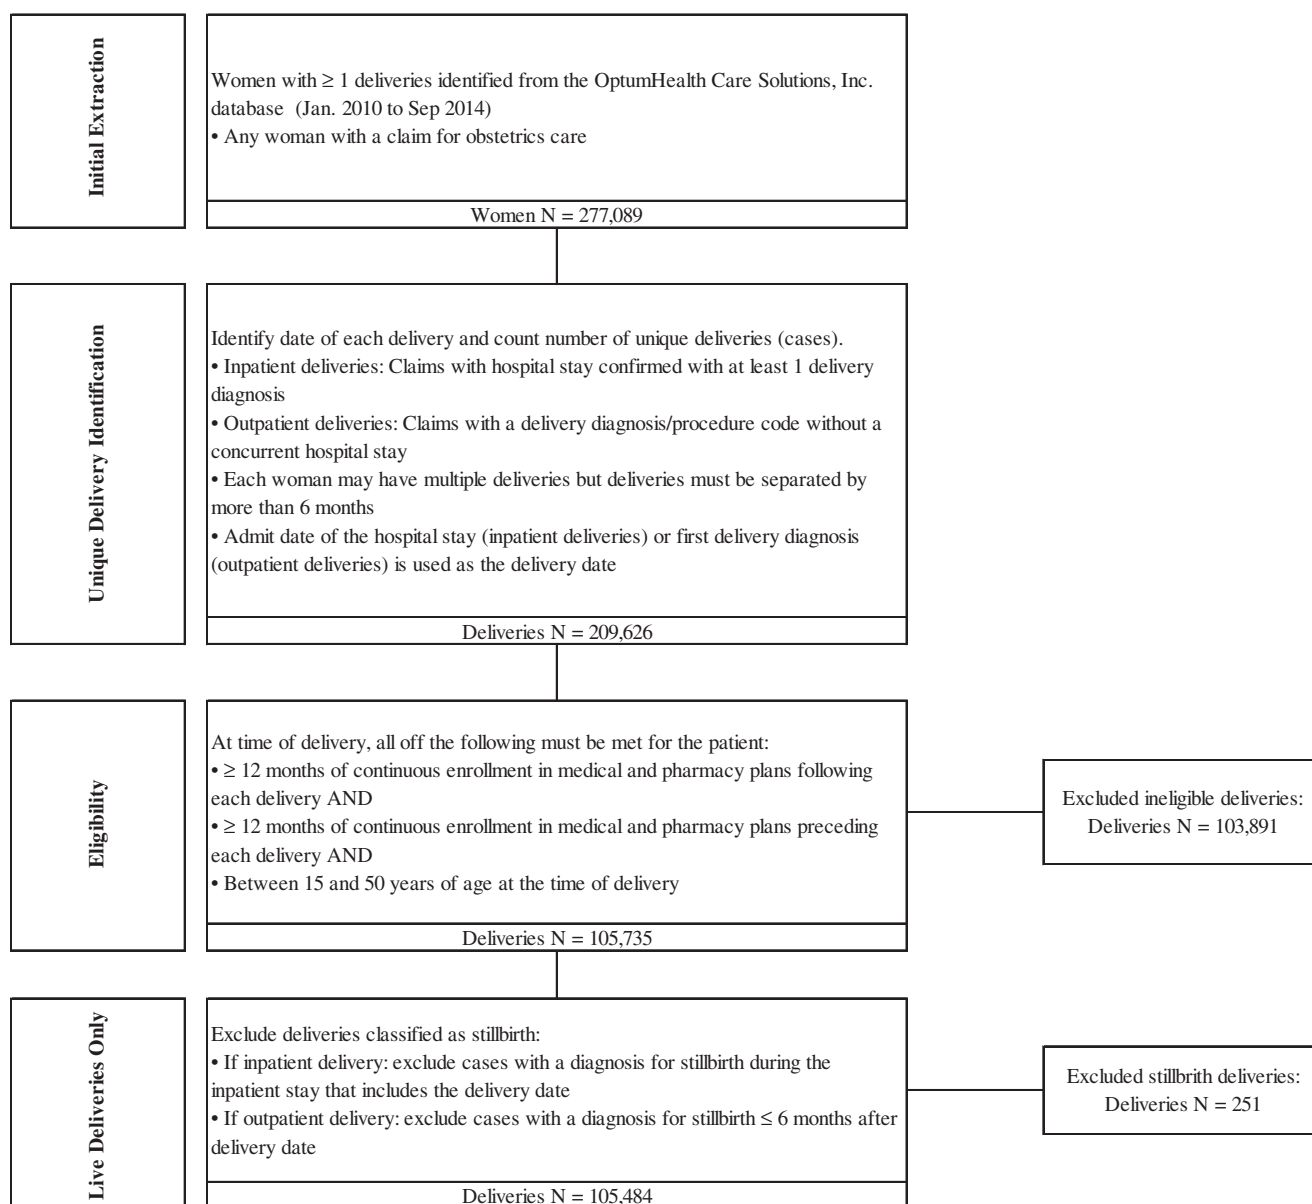 Initial Extraction
Women with ≥ 1 deliveries identified from the OptumHealth Care Solutions, Inc.
database (Jan. 2010 to Sep 2014)
• Any woman with a claim for obstetrics care
Women N = 277,089
Unique Delivery Identification
Identify date of each delivery and count number of unique deliveries (cases).
• Inpatient deliveries: Claims with hospital stay confirmed with at least 1 delivery
diagnosis
• Outpatient deliveries: Claims with a delivery diagnosis/procedure code without a
concurrent hospital stay
• Each woman may have multiple deliveries but deliveries must be separated by
more than 6 months
• Admit date of the hospital stay (inpatient deliveries) or first delivery diagnosis
(outpatient deliveries) is used as the delivery date
Deliveries N = 209,626
Eligibility
At time of delivery, all off the following must be met for the patient:
• ≥ 12 months of continuous enrollment in medical and pharmacy plans following
each delivery AND
• ≥ 12 months of continuous enrollment in medical and pharmacy plans preceding
each delivery AND
• Between 15 and 50 years of age at the time of delivery
Deliveries N = 105,735
Excluded ineligible deliveries:
Deliveries N = 103,891
Live Deliveries Only
Exclude deliveries classified as stillbirth:
• If inpatient delivery: exclude cases with a diagnosis for stillbirth during the
inpatient stay that includes the delivery date
• If outpatient delivery: exclude cases with a diagnosis for stillbirth ≤ 6 months after
delivery date
Deliveries N = 105,484
Excluded stillbrith deliveries:
Deliveries N = 251